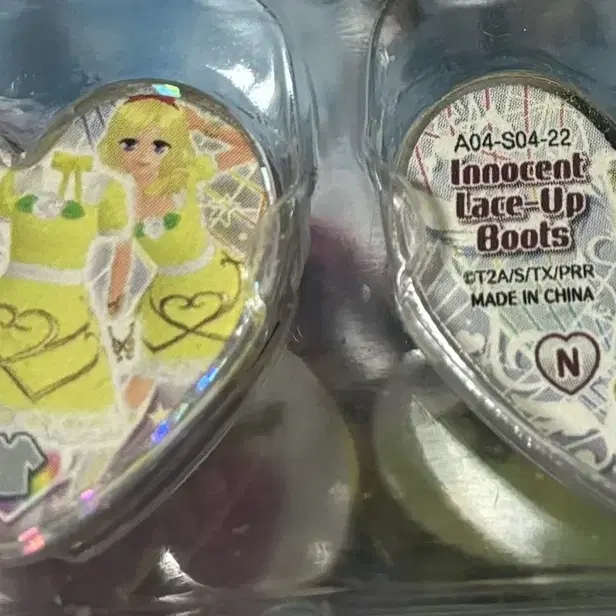 A04-S04-22
Innocent
Lace-Up
Boots
©T2A/S/TX/PRR
MADE IN CHINA
N